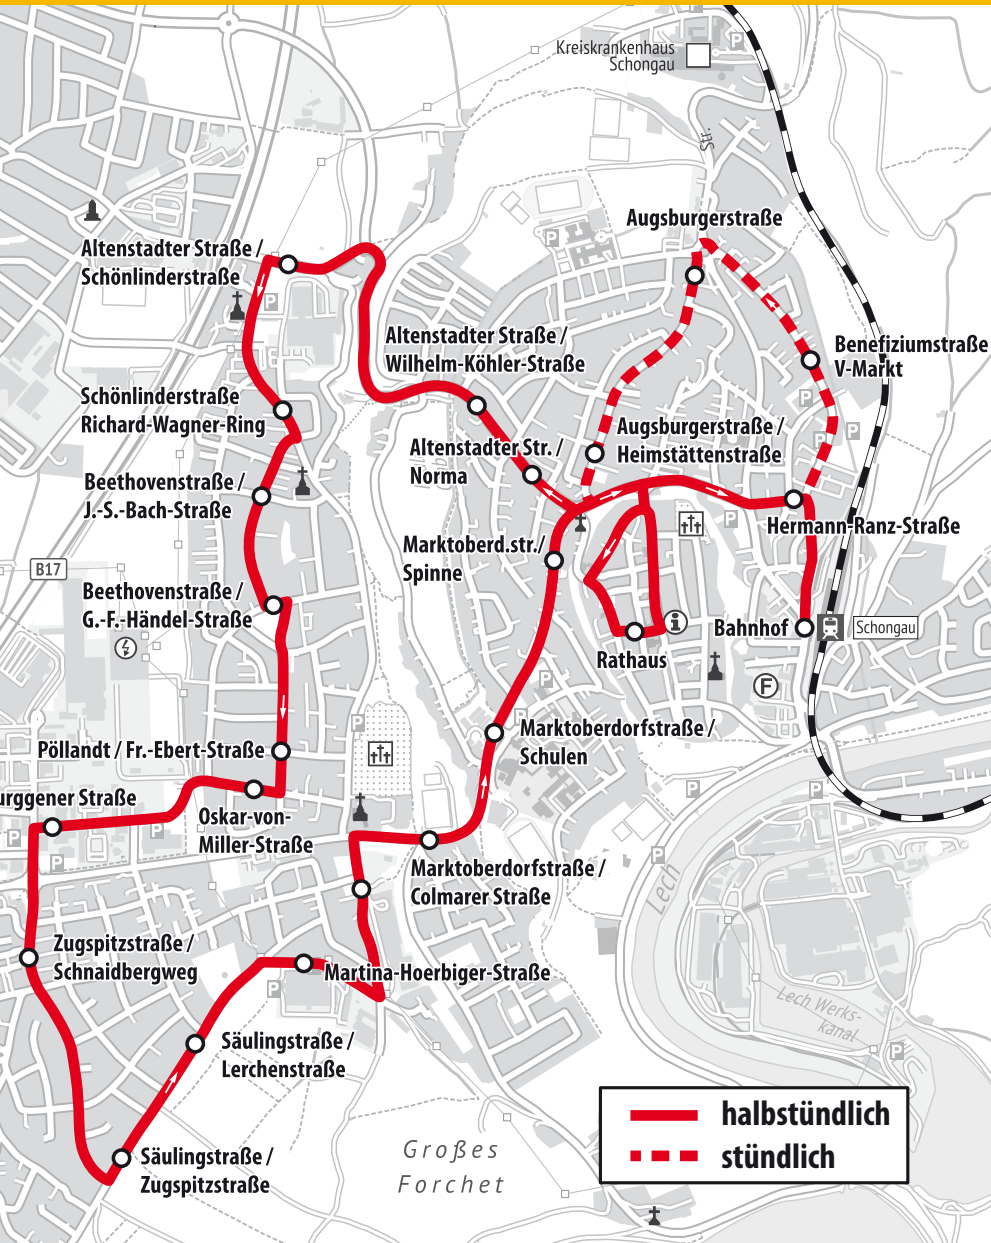 Kreiskrankenhaus
Schongau
P
Str.
Augsburgerstraße
P
Altenstadter Straße /
Schönlinderstraße
P
Altenstadter Straße /
Wilhelm-Köhler-Straße
Benefiziumstraße
V-Markt
P
Schönlinderstraße
Richard-Wagner-Ring
Augsburgerstraße /
Heimstättenstraße
P
P
Altenstadter Str. /
Norma
Beethovenstraße /
J.-S.-Bach-Straße
Hermann-Ranz-Straße
P
Marktoberd.str./
Spinne
B17
Beethovenstraße /
G.-F.-Händel-Straße
i
Bahnhof
Schongau
Rathaus
P
F
P
P
Marktoberdorfstraße /
Schulen
Pöllandt / Fr.-Ebert-Straße
urggener Straße
P
P
Oskar-von-
Miller-Straße
P
P
P
P
Marktoberdorfstraße /
Colmarer Straße
Lech
Zugspitzstraße /
Schnaidbergweg
Martina-Hoerbiger-Straße
P
Lech Werks-
kanal
P
Säulingstraße /
Lerchenstraße
halbstündlich
stündlich
Großes
Forchet
Säulingstraße /
Zugspitzstraße